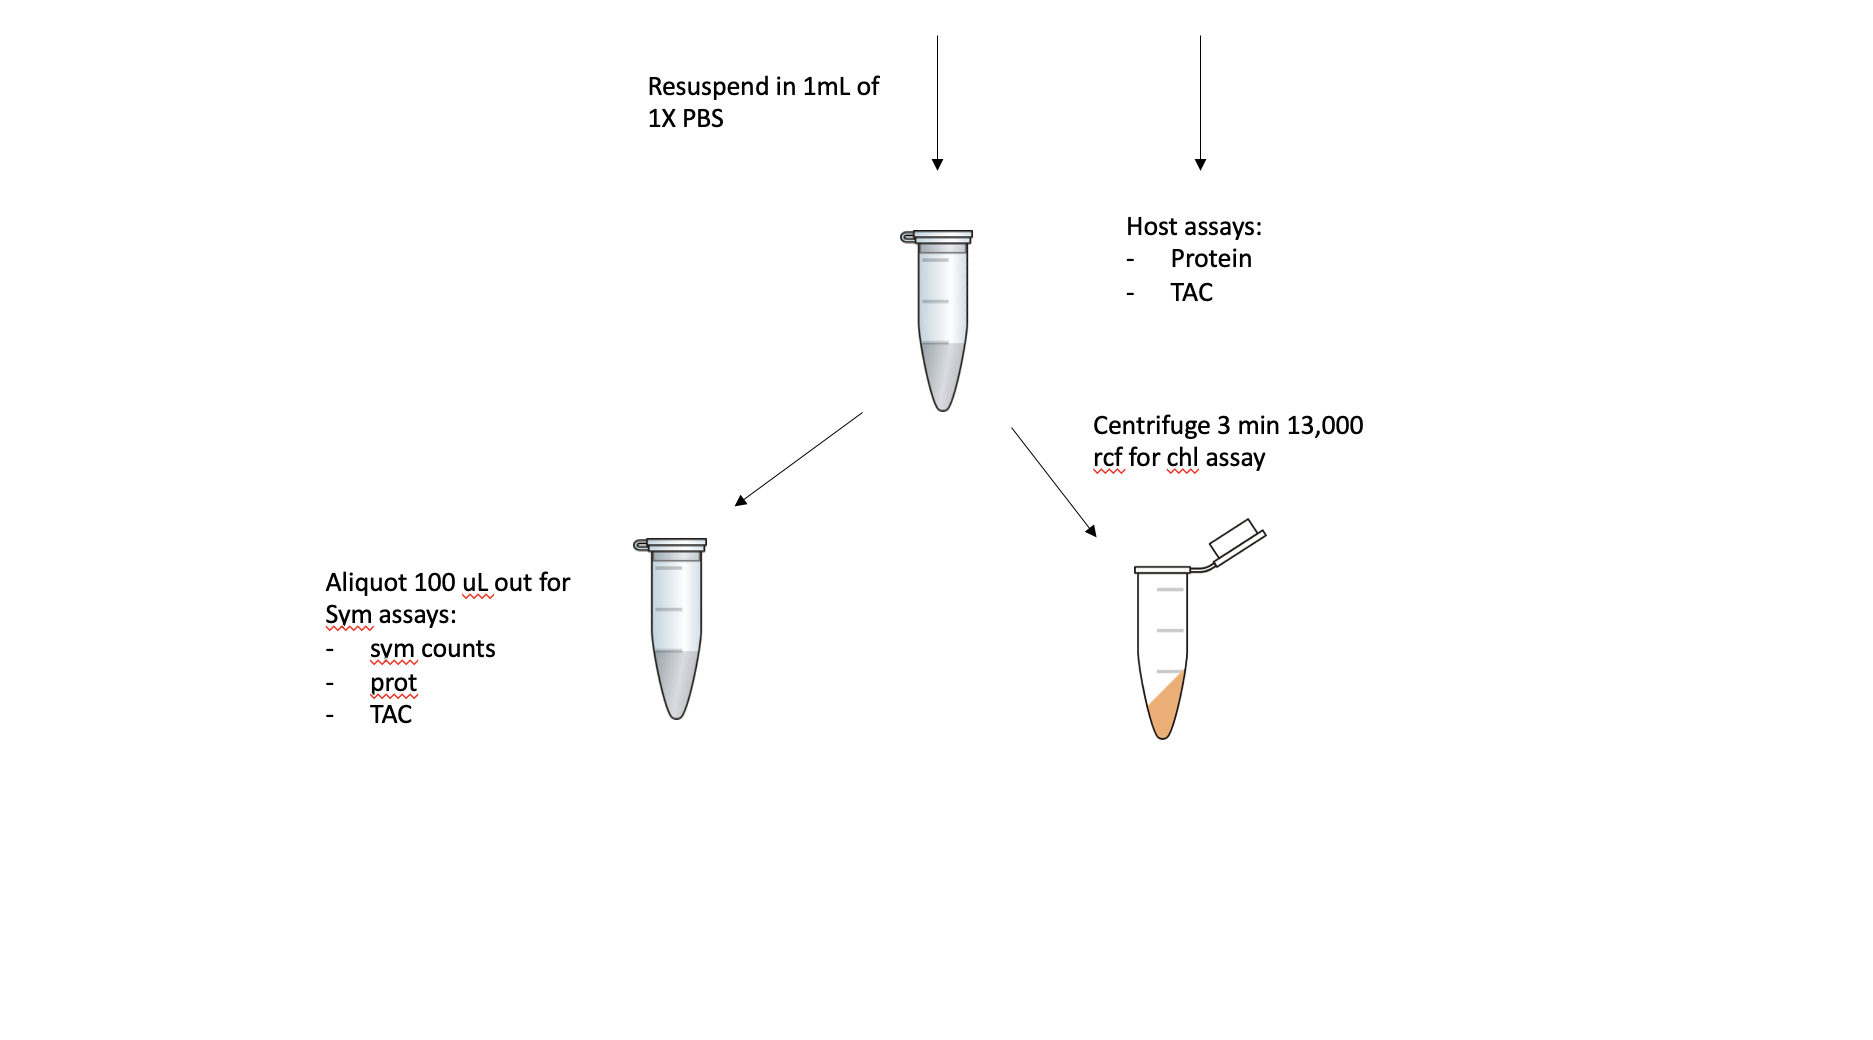 Resuspend in 1mL of
1X PBS
Host assays:
- Protein
- TAC
Centrifuge 3 min 13,000
rcf for chl assay
Aliquot 100 uL out for
Sym assays:
- sym counts
- prot
- TAC